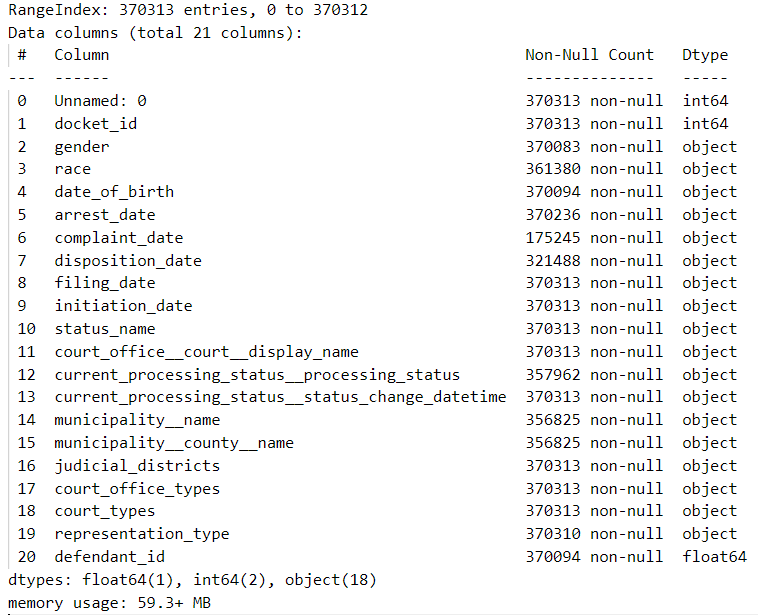 RangeIndex: 370313 entries, 0 to 370312
Data columns (total 21 columns):
 #   Column                                            Non-Null Count   Dtype
---  ------                                            --------------   -----
 0   Unnamed: 0                                        370313 non-null  int64
 1   docket_id                                         370313 non-null  int64
 2   gender                                            370083 non-null  object
 3   race                                              361380 non-null  object
 4   date_of_birth                                     370094 non-null  object
 5   arrest_date                                       370236 non-null  object
 6   complaint_date                                    175245 non-null  object
 7   disposition_date                                  321488 non-null  object
 8   filing_date                                       370313 non-null  object
 9   initiation_date                                   370313 non-null  object
 10  status_name                                       370313 non-null  object
 11  court_office__court__display_name                 370313 non-null  object
 12  current_processing_status__processing_status      357962 non-null  object
 13  current_processing_status__status_change_datetime 370313 non-null  object
 14  municipality__name                                356825 non-null  object
 15  municipality__county__name                        356825 non-null  object
 16  judicial_districts                                370313 non-null  object
 17  court_office_types                                370313 non-null  object
 18  court_types                                       370313 non-null  object
 19  representation_type                               370310 non-null  object
 20  defendant_id                                      370094 non-null  float64
dtypes: float64(1), int64(2), object(18)
memory usage: 59.3+ MB